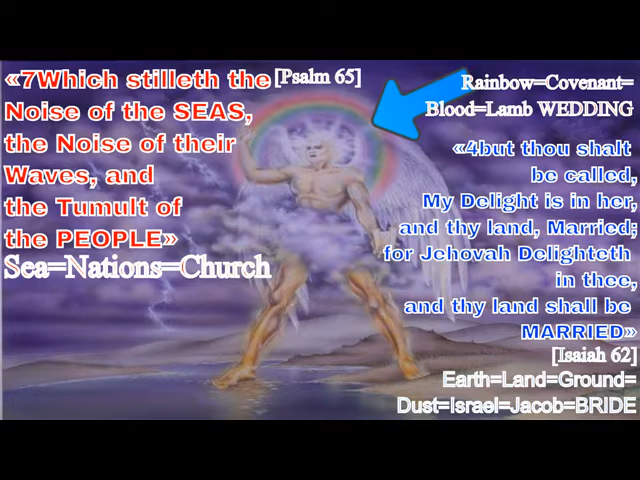 «7Which stilleth the
Noise of the SEAS,
the Noise of their
Waves, and
the Tumult of
the PEOPLE»
[Psalm 65]
Sea=Nations=Church
Rainbow=Covenant=
Blood=Lamb WEDDING
«4but thou shalt
be called,
My Delight is in her,
and thy land, Married;
for Jehovah Delighteth
in thee,
and thy land shall be
MARRIED»
[Isaiah 62]
Earth=Land=Ground=
Dust=Israel=Jacob=BRIDE